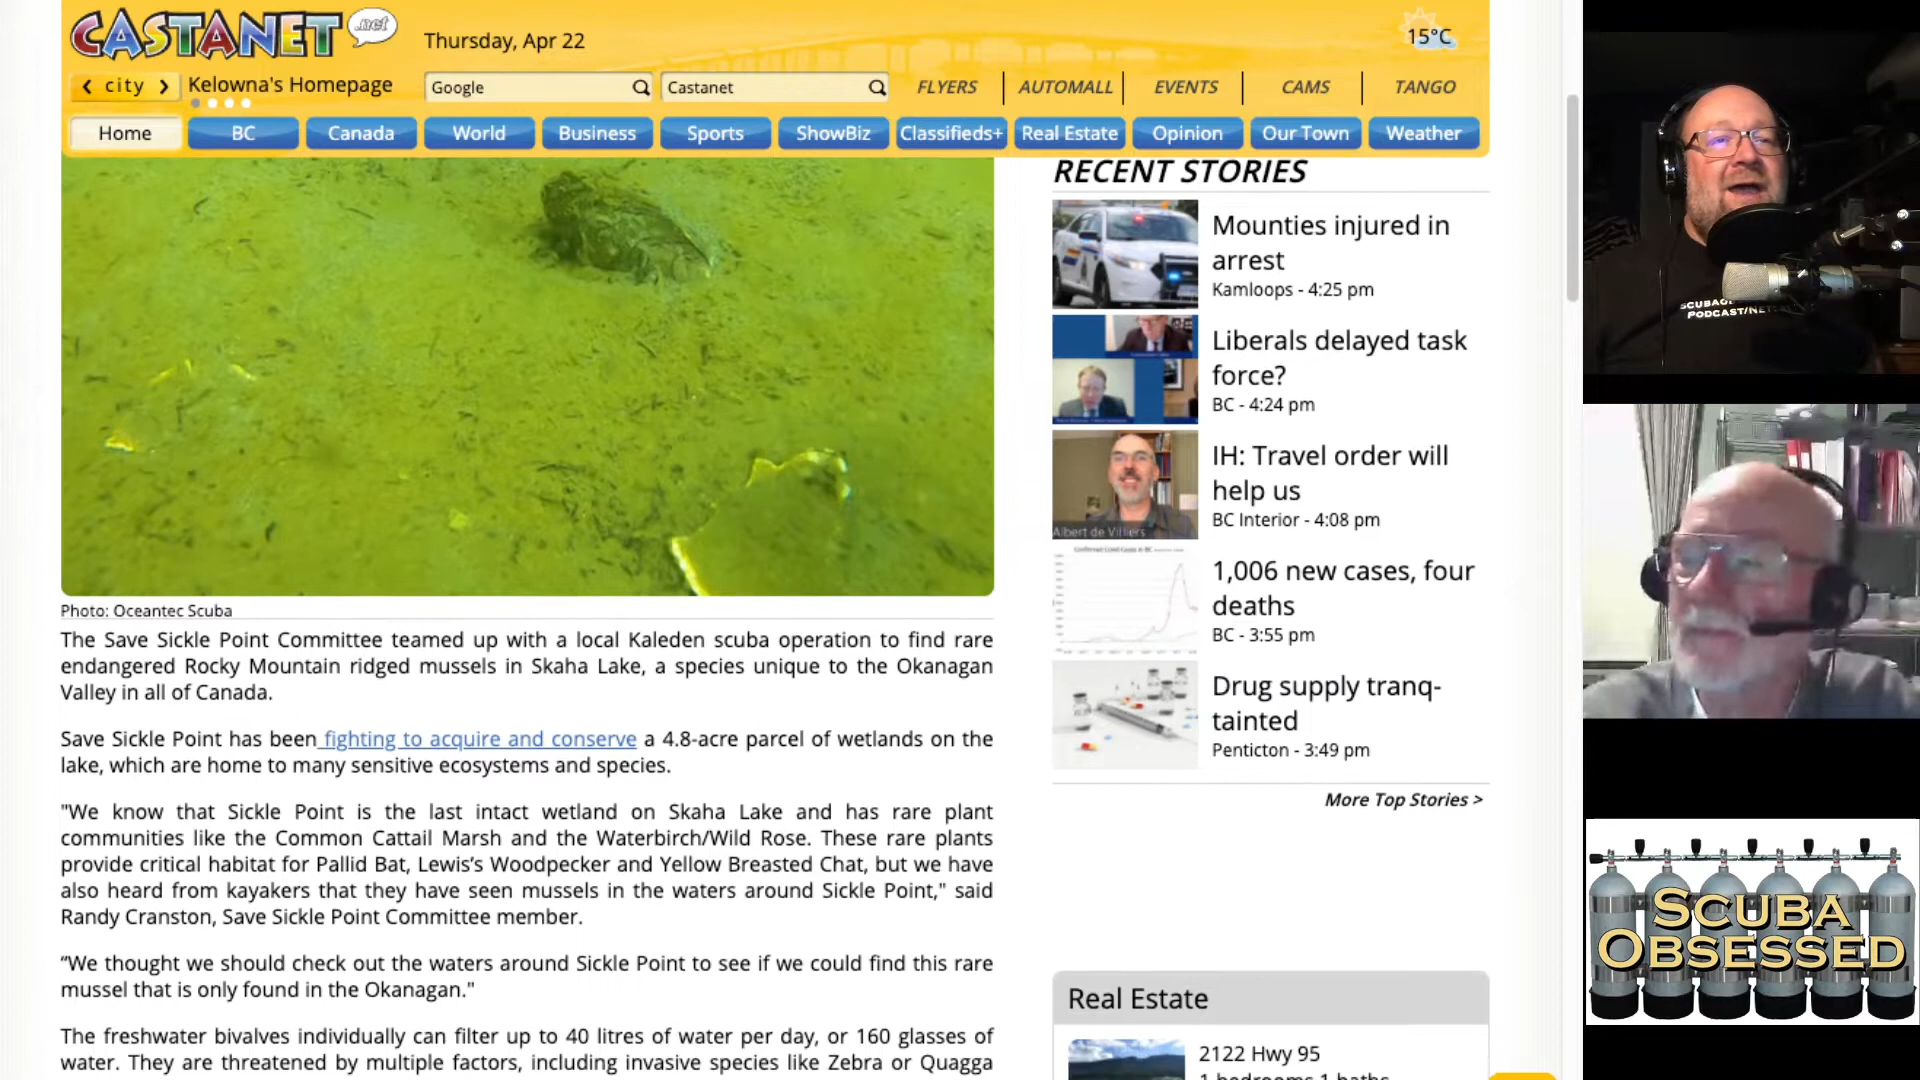 CASTANET .net
Thursday, Apr 22
15°C
< city > Kelowna's Homepage
Google
Castanet
FLYERS
AUTOMALL
EVENTS
CAMS
TANGO
Home
BC
Canada
World
Business
Sports
ShowBiz
Classifieds+
Real Estate
Opinion
Our Town
Weather
Photo: Oceantec Scuba
The Save Sickle Point Committee teamed up with a local Kaleden scuba operation to find rare
endangered Rocky Mountain ridged mussels in Skaha Lake, a species unique to the Okanagan
Valley in all of Canada.
Save Sickle Point has been fighting to acquire and conserve a 4.8-acre parcel of wetlands on the
lake, which are home to many sensitive ecosystems and species.
"We know that Sickle Point is the last intact wetland on Skaha Lake and has rare plant
communities like the Common Cattail Marsh and the Waterbirch/Wild Rose. These rare plants
provide critical habitat for Pallid Bat, Lewis's Woodpecker and Yellow Breasted Chat, but we have
also heard from kayakers that they have seen mussels in the waters around Sickle Point," said
Randy Cranston, Save Sickle Point Committee member.
“We thought we should check out the waters around Sickle Point to see if we could find this rare
mussel that is only found in the Okanagan."
The freshwater bivalves individually can filter up to 40 litres of water per day, or 160 glasses of
water. They are threatened by multiple factors, including invasive species like Zebra or Quagga
RECENT STORIES
Mounties injured in
arrest
Kamloops - 4:25 pm
Liberals delayed task
force?
BC - 4:24 pm
Albert de Villiers
IH: Travel order will
help us
BC Interior - 4:08 pm
1,006 new cases, four
deaths
BC - 3:55 pm
Drug supply tranq-
tainted
Penticton - 3:49 pm
More Top Stories >
Real Estate
2122 Hwy 95
1 bedrooms 1 baths
PODCAST/NET
SCUBA
OBSESSED